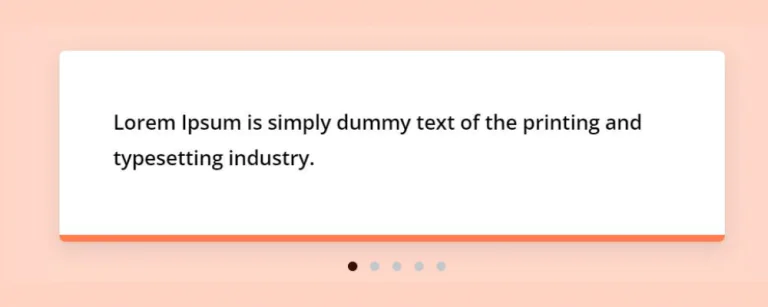 Lorem Ipsum is simply dummy text of the printing and
typesetting industry.